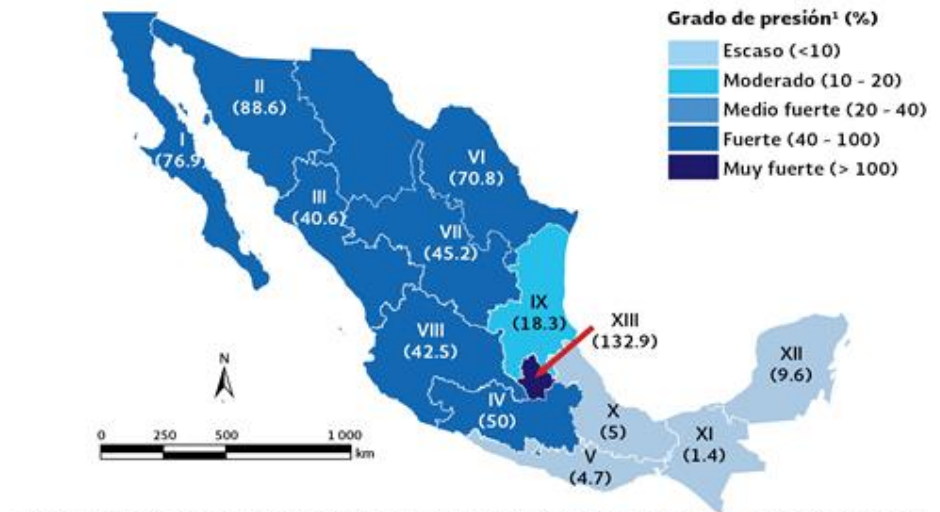 Grado de presión¹ (%)
Escaso (<10)
Moderado (10 - 20)
Medio fuerte (20 - 40)
Fuerte (40 - 100)
Muy fuerte (> 100)
II
(88.6)
I
(76.9)
VI
(70.8)
III
(40.6)
VII
(45.2)
IX
(18.3)
XIII
(132.9)
VIII
(42.5)
XII
(9.6)
IV
(50)
X
(5)
XI
(1.4)
V
(4.7)
N
0 250 500 1 000
km